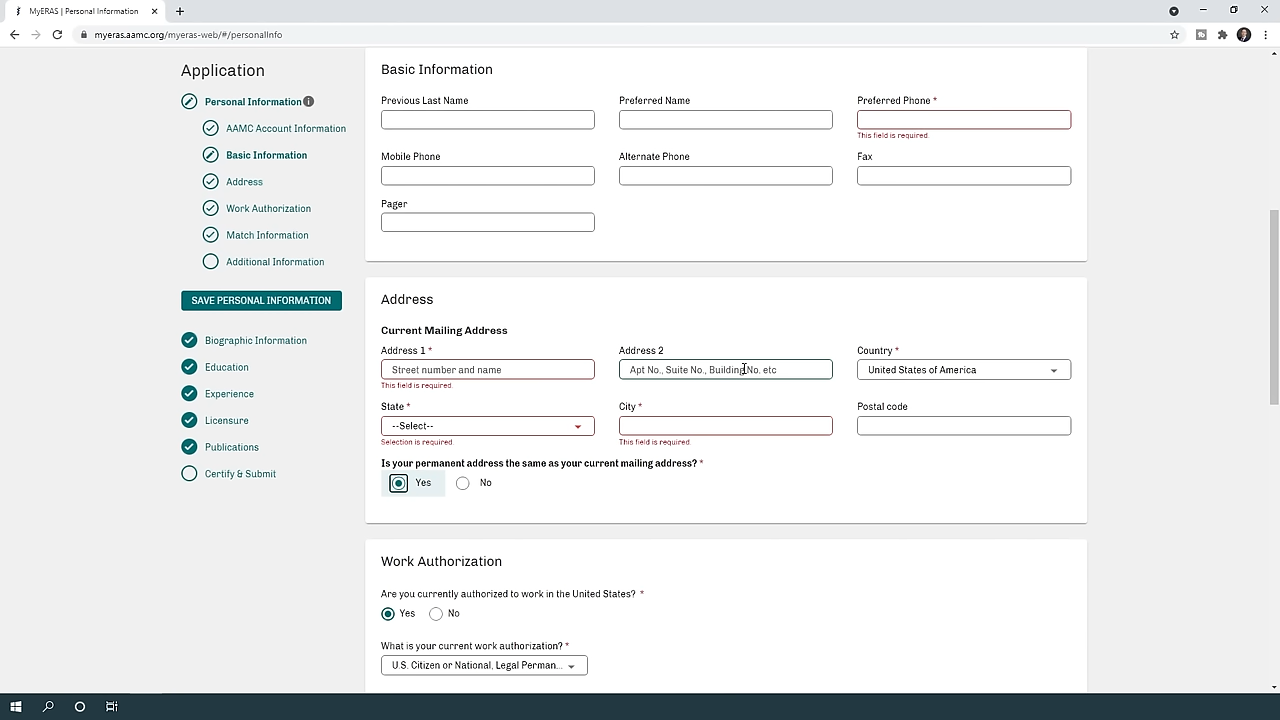 MyERAS | Personal Information
myeras.aamc.org/myeras-web/#/personalInfo
Application
Personal Information
AAMC Account Information
Basic Information
Address
Work Authorization
Match Information
Additional Information
SAVE PERSONAL INFORMATION
Biographic Information
Education
Experience
Licensure
Publications
Certify & Submit
Basic Information
Previous Last Name
Preferred Name
Preferred Phone *
This field is required.
Mobile Phone
Alternate Phone
Fax
Pager
Address
Current Mailing Address
Address 1 *
Address 2
Country *
Street number and name
Apt No., Suite No., Building No. etc
United States of America
This field is required.
State *
City *
Postal code
--Select--
Selection is required.
This field is required.
Is your permanent address the same as your current mailing address? *
Yes
No
Work Authorization
Are you currently authorized to work in the United States? *
Yes
No
What is your current work authorization? *
U.S. Citizen or National, Legal Perman...